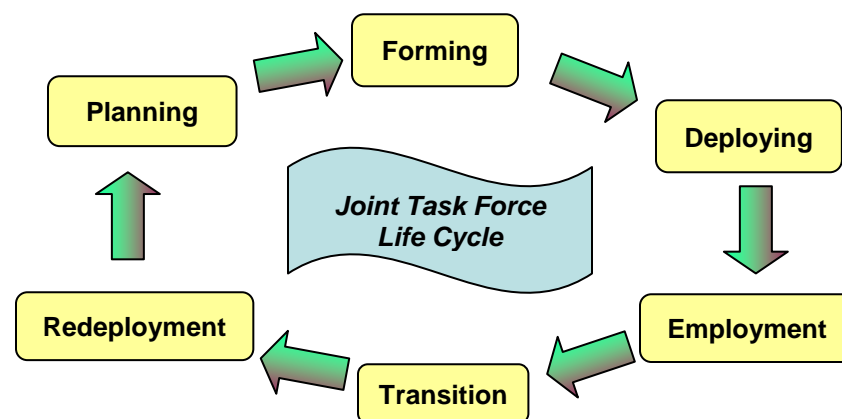 Forming
Planning
Deploying
Joint Task Force
Life Cycle
Redeployment
Employment
Transition